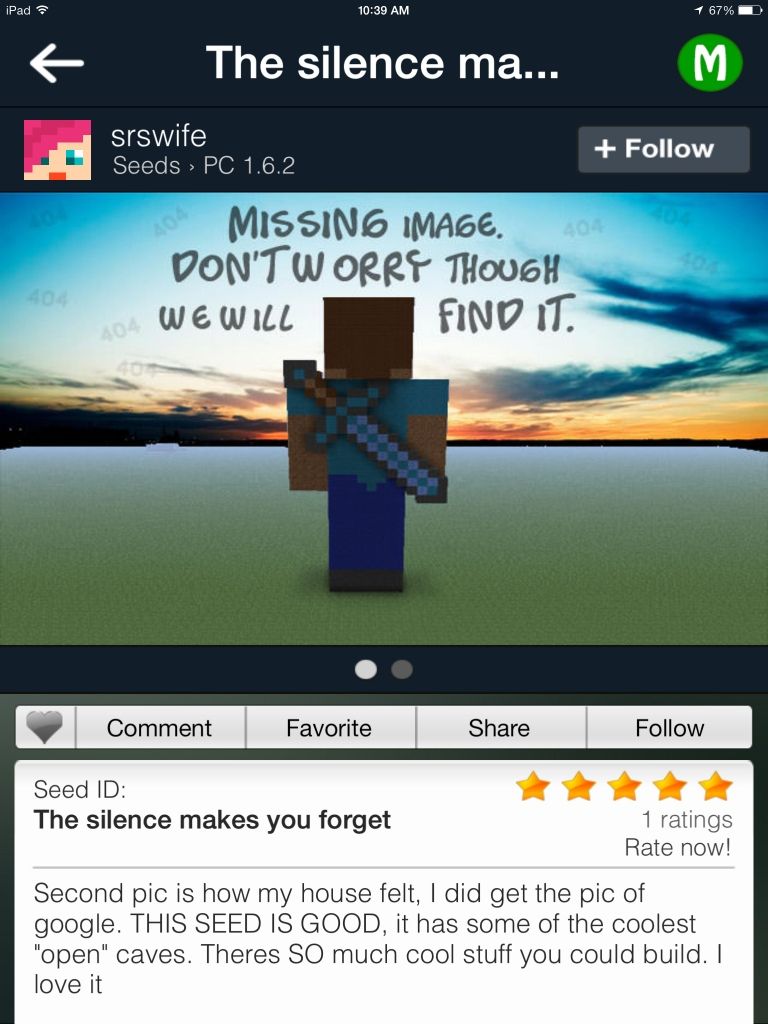 iPad 10:39 AM 67%
The silence ma... M
srswife
Seeds › PC 1.6.2
+ Follow
404 404 404 404
MISSING IMAGE.
DON'T WORRY THOUGH
404 404
WE WILL FIND IT.
404
404
Comment Favorite Share Follow
Seed ID:
The silence makes you forget
1 ratings
Rate now!
Second pic is how my house felt, I did get the pic of
google. THIS SEED IS GOOD, it has some of the coolest
"open" caves. Theres SO much cool stuff you could build. I
love it